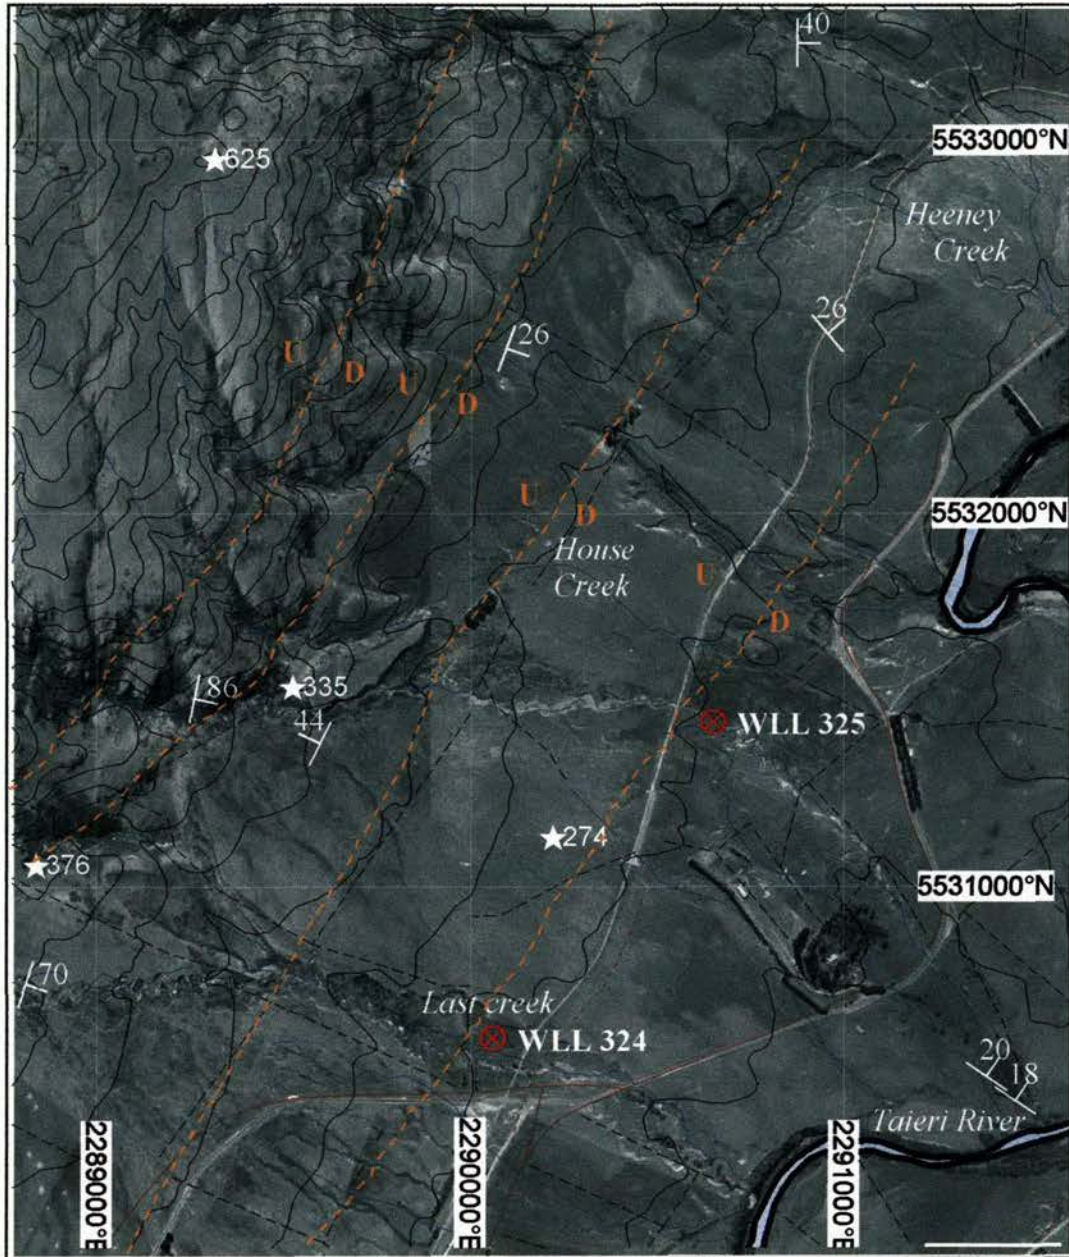 40
5533000°N
★625
Heeney
Creek
26
26
U
D
U
D
U
D
5532000°N
House
Creek
U
D
86
★335
44
WLL 325
★274
★376
5531000°N
70
Last creek
WLL 324
20
18
Taieri River
2289000°E
2290000°E
2291000°E